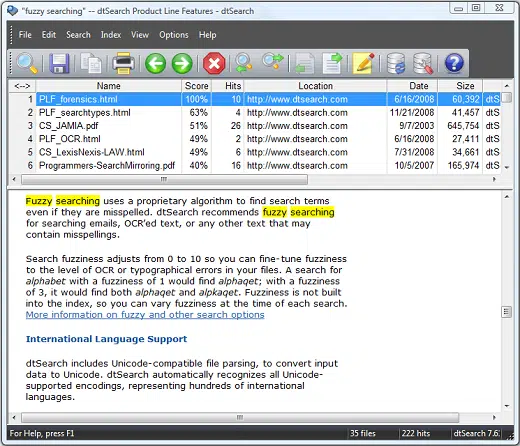 "fuzzy searching" -- dtSearch Product Line Features - dtSearch
File Edit Search Index View Options Help
<--> Name Score Hits Location Date Size
1 PLF_forensics.html 100% 10 http://www.dtsearch.com 6/16/2008 60,392 dtS
2 PLF_searchtypes.html 63% 4 http://www.dtsearch.com 11/21/2008 41,457 dtS
3 CS_JAMIA.pdf 51% 26 http://www.dtsearch.com 9/7/2003 645,754 dtS
4 PLF_OCR.html 49% 2 http://www.dtsearch.com 6/16/2008 27,411 dtS
5 CS_LexisNexis-LAW.html 49% 6 http://www.dtsearch.com 7/31/2008 34,661 dtS
6 Programmers-SearchMirroring.pdf 40% 16 http://www.dtsearch.com 10/5/2007 165,974 dtS
Fuzzy searching uses a proprietary algorithm to find search terms
even if they are misspelled. dtSearch recommends fuzzy searching
for searching emails, OCR'ed text, or any other text that may
contain misspellings.
Search fuzziness adjusts from 0 to 10 so you can fine-tune fuzziness
to the level of OCR or typographical errors in your files. A search for
alphabet with a fuzziness of 1 would find alphaqet; with a fuzziness
of 3, it would find both alphaqet and alpkaqet. Fuzziness is not built
into the index, so you can vary fuzziness at the time of each search.
More information on fuzzy and other search options
International Language Support
dtSearch includes Unicode-compatible file parsing, to convert input
data to Unicode. dtSearch automatically recognizes all Unicode-
supported encodings, representing hundreds of international
languages.
For Help, press F1 35 files 222 hits dtSearch 7.6